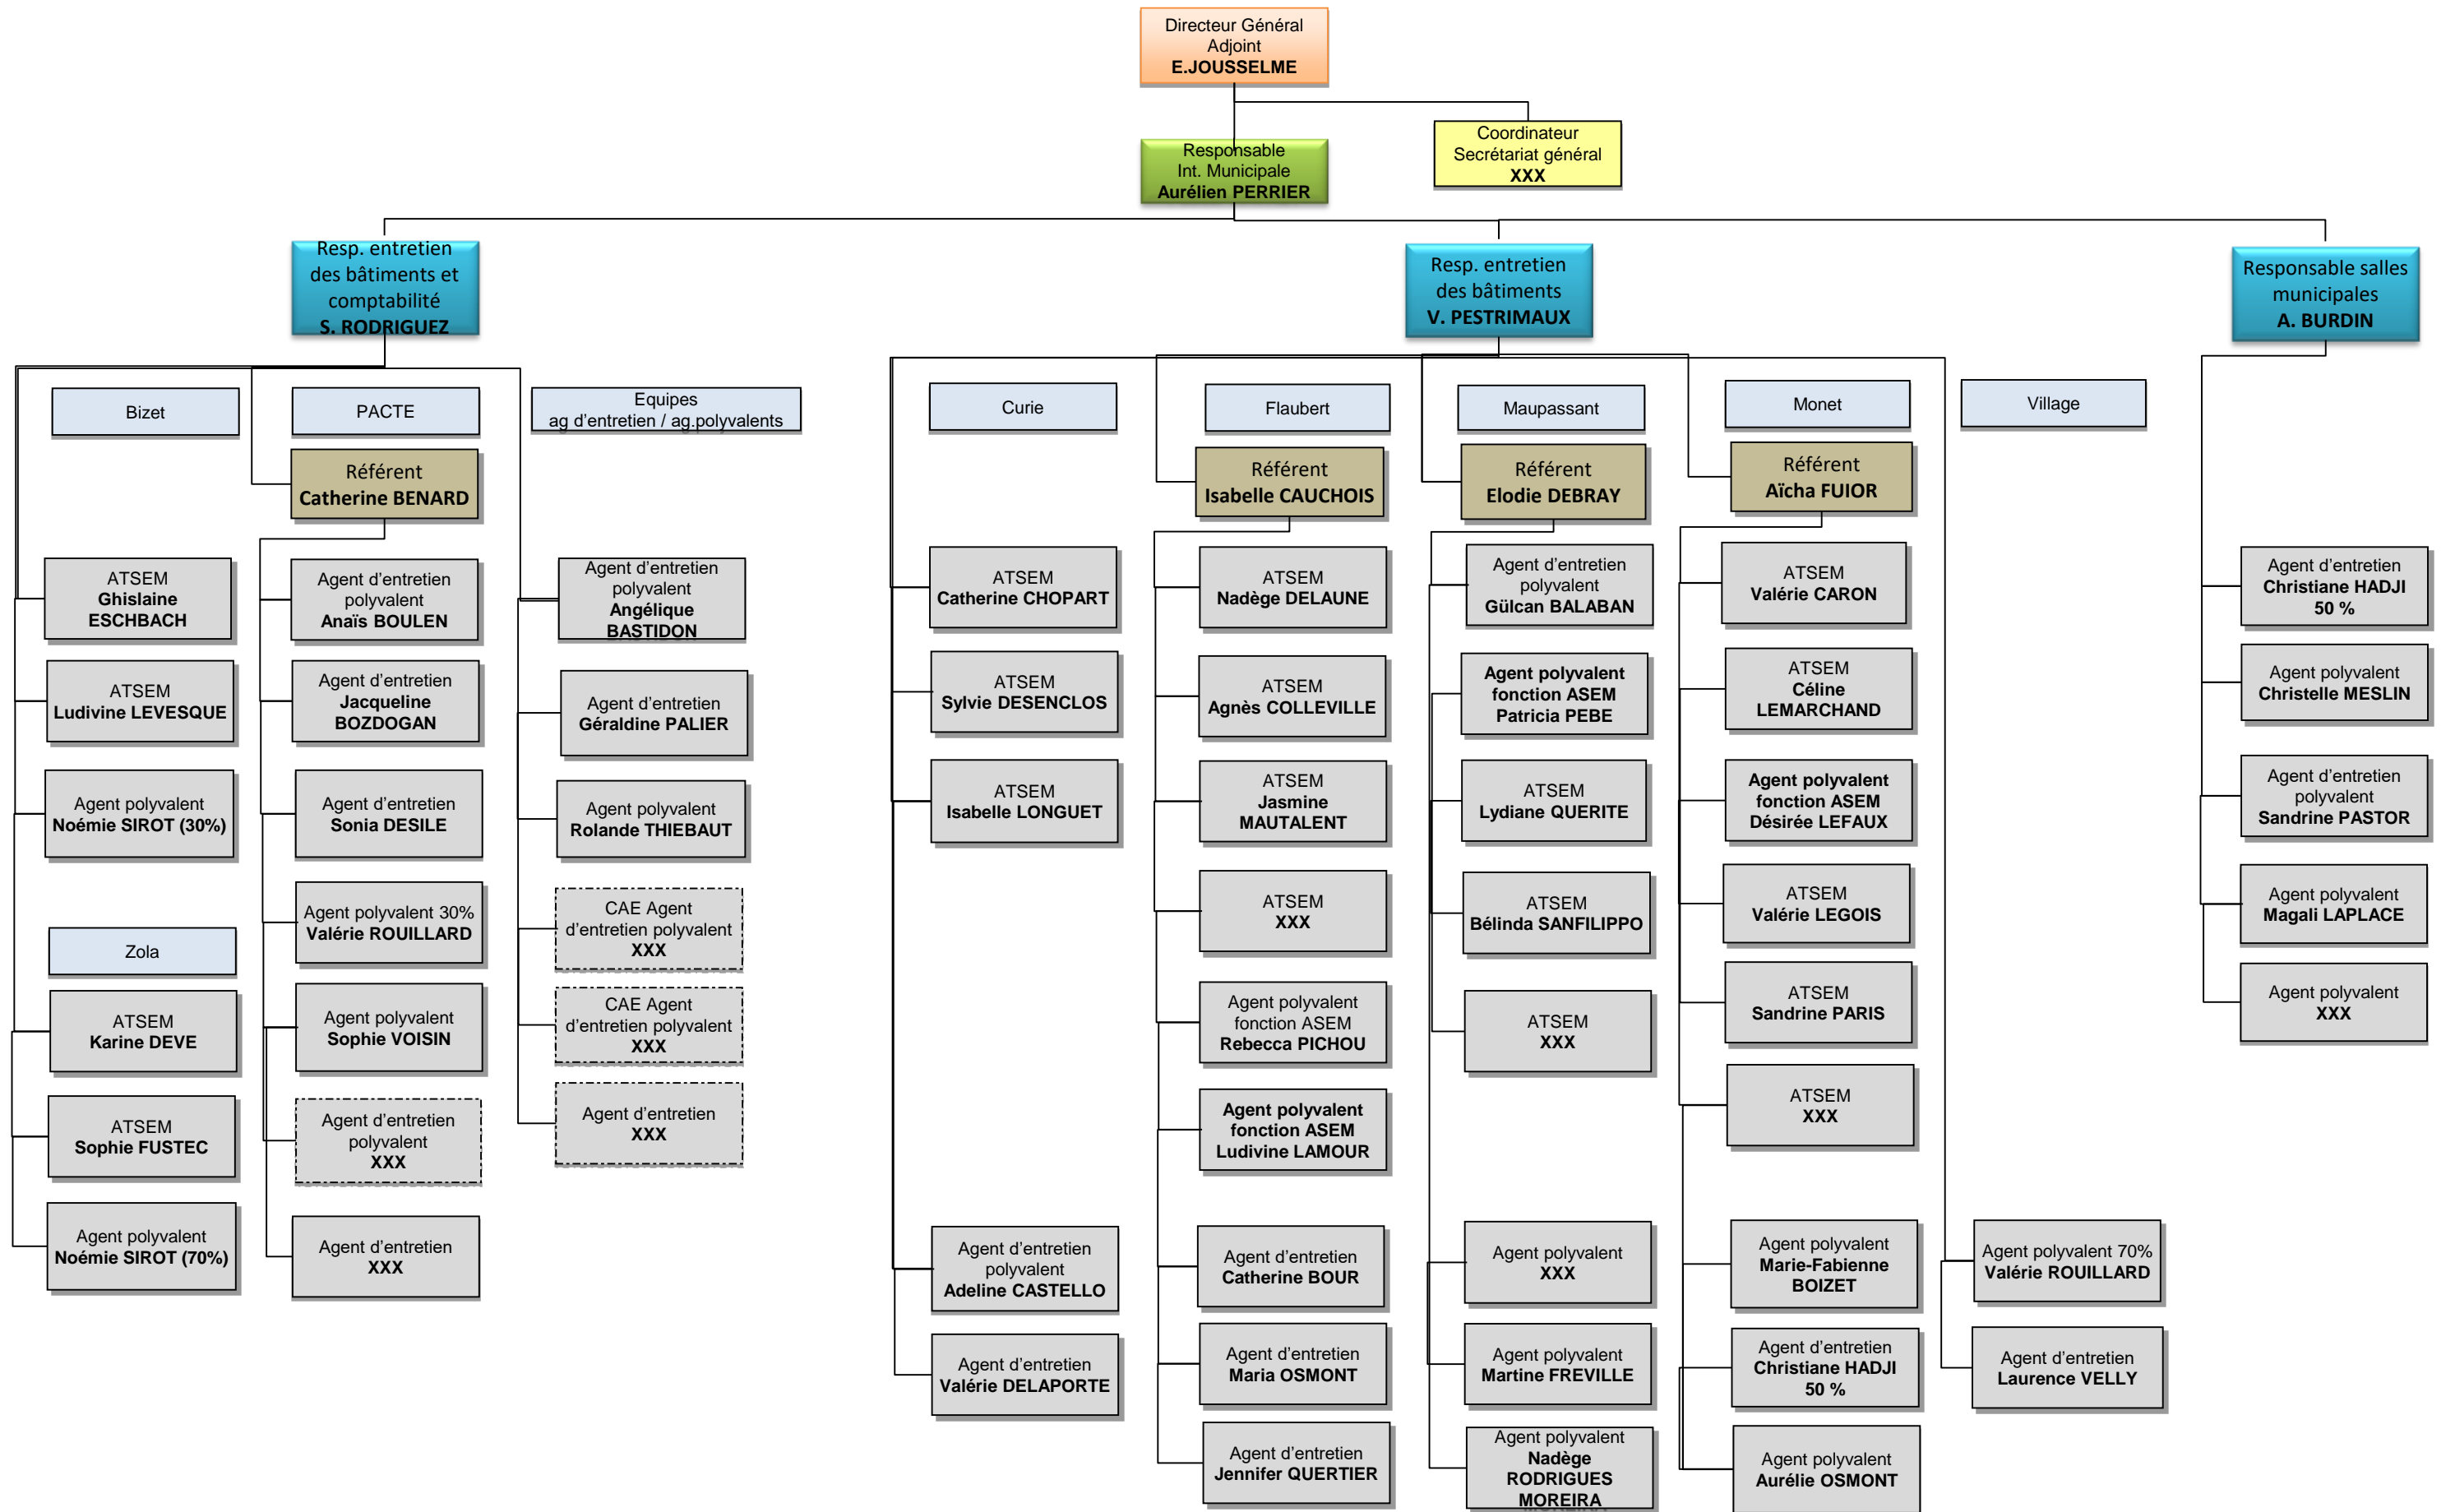 Directeur Général
Adjoint
E.JOUSSELME
Coordinateur
Secrétariat général
XXX
Responsable
Int. Municipale
Aurélien PERRIER
Resp. entretien
des bâtiments et
comptabilité
S. RODRIGUEZ
Resp. entretien
des bâtiments
V. PESTRIMAUX
Responsable salles
municipales
A. BURDIN
Bizet
ATSEM
Ghislaine
ESCHBACH
ATSEM
Ludivine LEVESQUE
Agent polyvalent
Noémie SIROT (30%)
Zola
ATSEM
Karine DEVE
ATSEM
Sophie FUSTEC
Agent polyvalent
Noémie SIROT (70%)
PACTE
Référent
Catherine BENARD
Agent d’entretien
polyvalent
Anaïs BOULEN
Agent d’entretien
Jacqueline
BOZDOGAN
Agent d’entretien
Sonia DESILE
Agent polyvalent 30%
Valérie ROUILLARD
Agent polyvalent
Sophie VOISIN
Agent d’entretien
polyvalent
XXX
Agent d’entretien
XXX
Equipes
ag d’entretien / ag.polyvalents
Agent d’entretien
polyvalent
Angélique
BASTIDON
Agent d’entretien
Géraldine PALIER
Agent polyvalent
Rolande THIEBAUT
CAE Agent
d’entretien polyvalent
XXX
CAE Agent
d’entretien polyvalent
XXX
Agent d’entretien
XXX
Curie
ATSEM
Catherine CHOPART
ATSEM
Sylvie DESENCLOS
ATSEM
Isabelle LONGUET
Agent d’entretien
polyvalent
Adeline CASTELLO
Agent d’entretien
Valérie DELAPORTE
Flaubert
Référent
Isabelle CAUCHOIS
ATSEM
Nadège DELAUNE
ATSEM
Agnès COLLEVILLE
ATSEM
Jasmine
MAUTALENT
ATSEM
XXX
Agent polyvalent
fonction ASEM
Rebecca PICHOU
Agent polyvalent
fonction ASEM
Ludivine LAMOUR
Agent d’entretien
Catherine BOUR
Agent d’entretien
Maria OSMONT
Agent d’entretien
Jennifer QUERTIER
Maupassant
Référent
Elodie DEBRAY
Agent d’entretien
polyvalent
Gülcan BALABAN
Agent polyvalent
fonction ASEM
Patricia PEBE
ATSEM
Lydiane QUERITE
ATSEM
Bélinda SANFILIPPO
ATSEM
XXX
Agent polyvalent
XXX
Agent polyvalent
Martine FREVILLE
Agent polyvalent
Nadège
RODRIGUES
MOREIRA
Monet
Référent
Aïcha FUIOR
ATSEM
Valérie CARON
ATSEM
Céline
LEMARCHAND
Agent polyvalent
fonction ASEM
Désirée LEFAUX
ATSEM
Valérie LEGOIS
ATSEM
Sandrine PARIS
ATSEM
XXX
Agent polyvalent
Marie-Fabienne
BOIZET
Agent d’entretien
Christiane HADJI
50 %
Agent polyvalent
Aurélie OSMONT
Village
Agent polyvalent 70%
Valérie ROUILLARD
Agent d’entretien
Laurence VELLY
Agent d’entretien
Christiane HADJI
50 %
Agent polyvalent
Christelle MESLIN
Agent d’entretien
polyvalent
Sandrine PASTOR
Agent polyvalent
Magali LAPLACE
Agent polyvalent
XXX